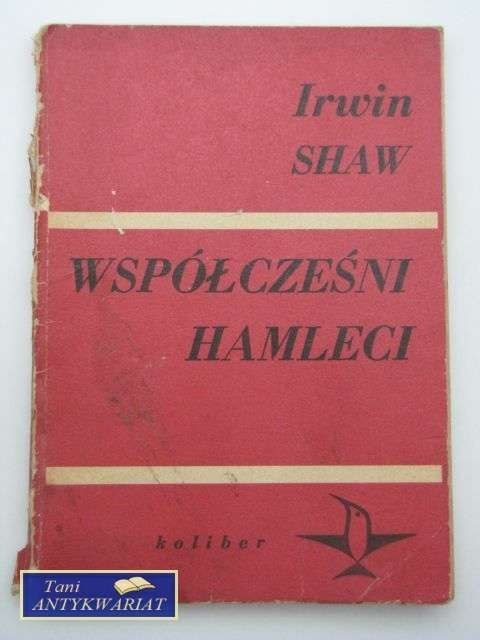 Irwin
SHAW
WSPÓŁCZEŚNI
HAMLECI
koliber
Tani
ANTYKWARIAT